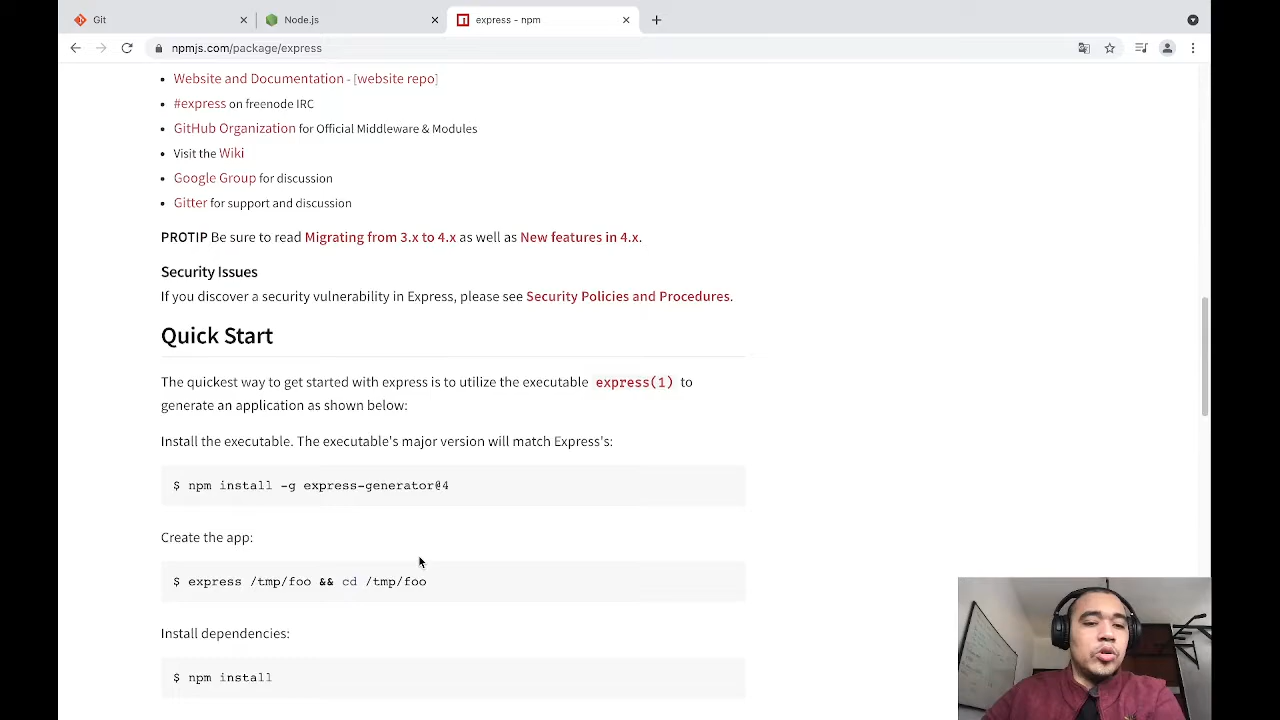 Git
Node.js
express - npm
npmjs.com/package/express
Website and Documentation - [website repo]
#express on freenode IRC
GitHub Organization for Official Middleware & Modules
Visit the Wiki
Google Group for discussion
Gitter for support and discussion
PROTIP Be sure to read Migrating from 3.x to 4.x as well as New features in 4.x.
Security Issues
If you discover a security vulnerability in Express, please see Security Policies and Procedures.
Quick Start
The quickest way to get started with express is to utilize the executable express(1) to
generate an application as shown below:
Install the executable. The executable's major version will match Express's:
$ npm install -g express-generator@4
Create the app:
$ express /tmp/foo && cd /tmp/foo
Install dependencies:
$ npm install